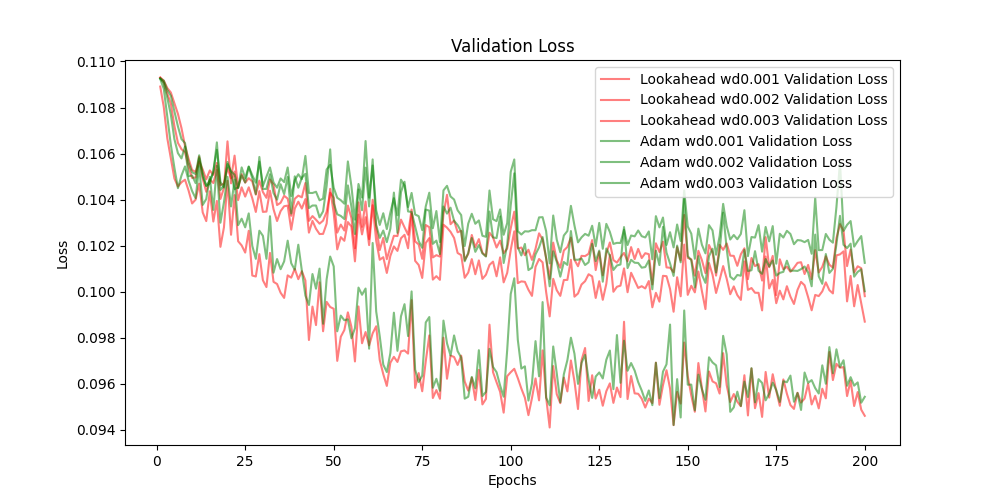 Validation Loss
Loss
0.110
0.108
0.106
0.104
0.102
0.100
0.098
0.096
0.094
Lookahead wd0.001 Validation Loss
Lookahead wd0.002 Validation Loss
Lookahead wd0.003 Validation Loss
Adam wd0.001 Validation Loss
Adam wd0.002 Validation Loss
Adam wd0.003 Validation Loss
0 25 50 75 100 125 150 175 200
Epochs